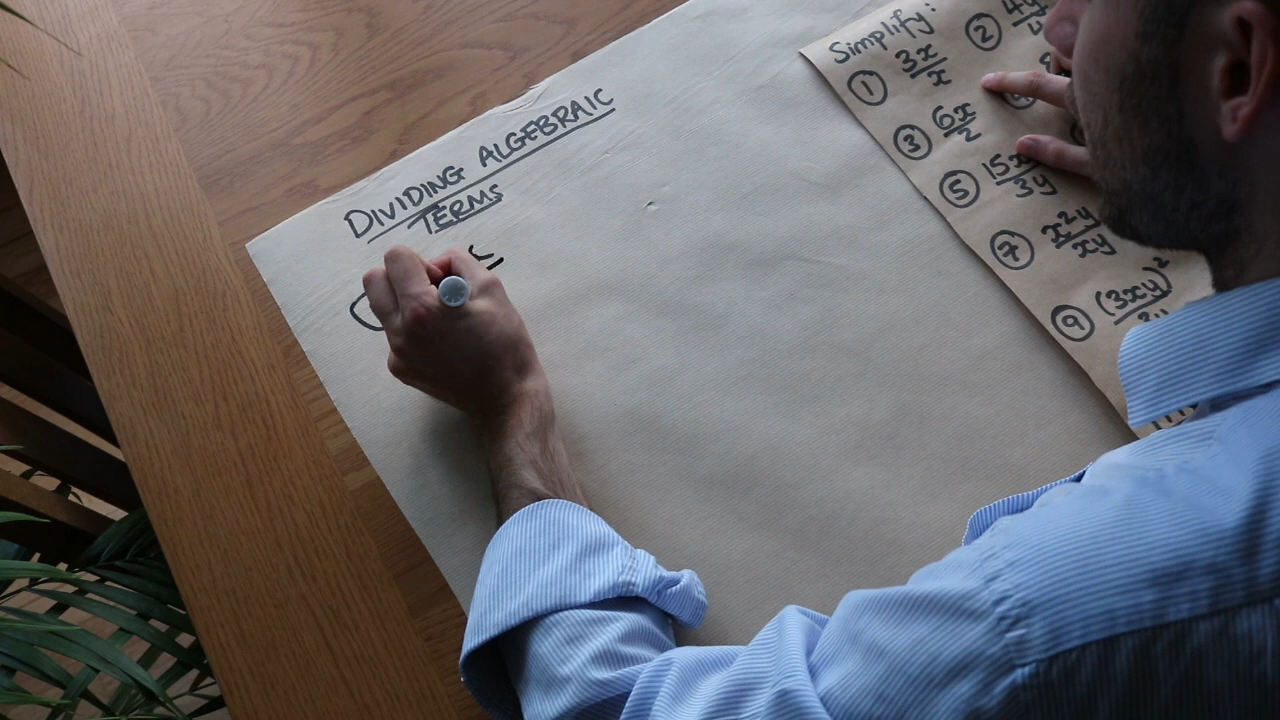 DIVIDING ALGEBRAIC
TERMS
Simplify:
① 3x/x
②
③ 6x/2
⑤ 15x/3y
⑦ x²y/xy
⑨ (3xy)²